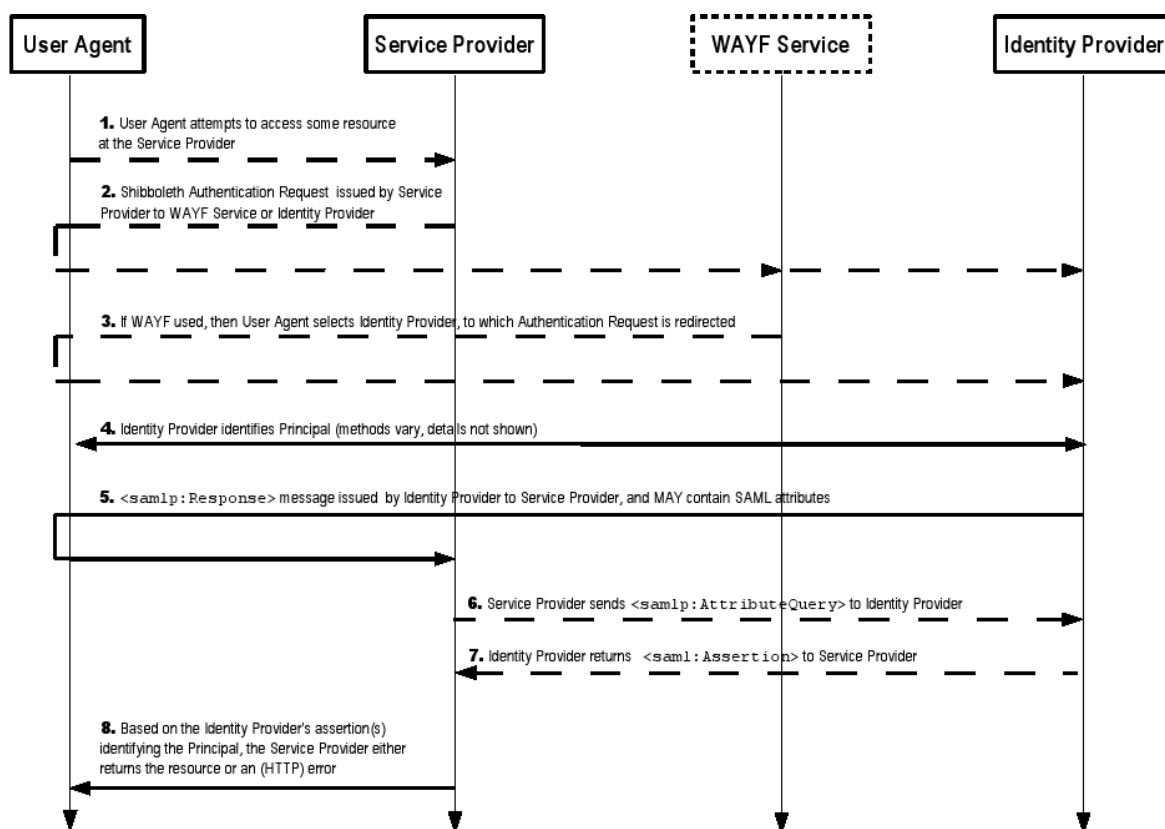 User Agent
Service Provider
WAYF Service
Identity Provider
1. User Agent attempts to access some resource
at the Service Provider
2. Shibboleth Authentication Request issued by Service
Provider to WAYF Service or Identity Provider
3. If WAYF used, then User Agent selects Identity Provider, to which Authentication Request is redirected
4. Identity Provider identifies Principal (methods vary, details not shown)
5. <samlp:Response> message issued by Identity Provider to Service Provider, and MAY contain SAML attributes
6. Service Provider sends <samlp:AttributeQuery> to Identity Provider
7. Identity Provider returns <saml:Assertion> to Service Provider
8. Based on the Identity Provider's assertion(s)
identifying the Principal, the Service Provider either
returns the resource or an (HTTP) error